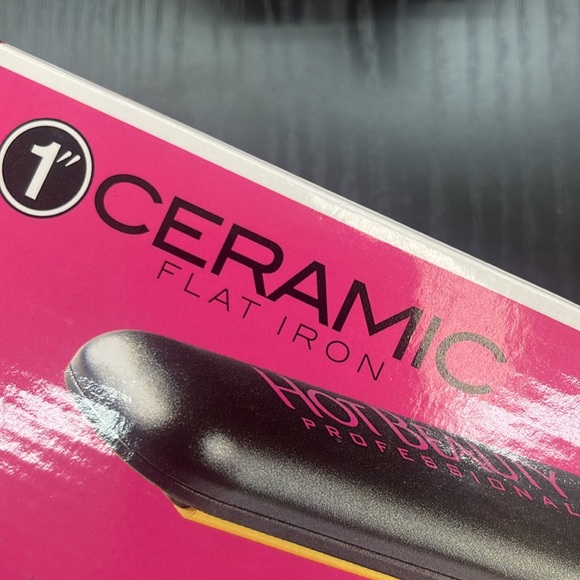 1"
CERAMIC
FLAT IRON
HOT BEAUTY
PROFESSIONAL